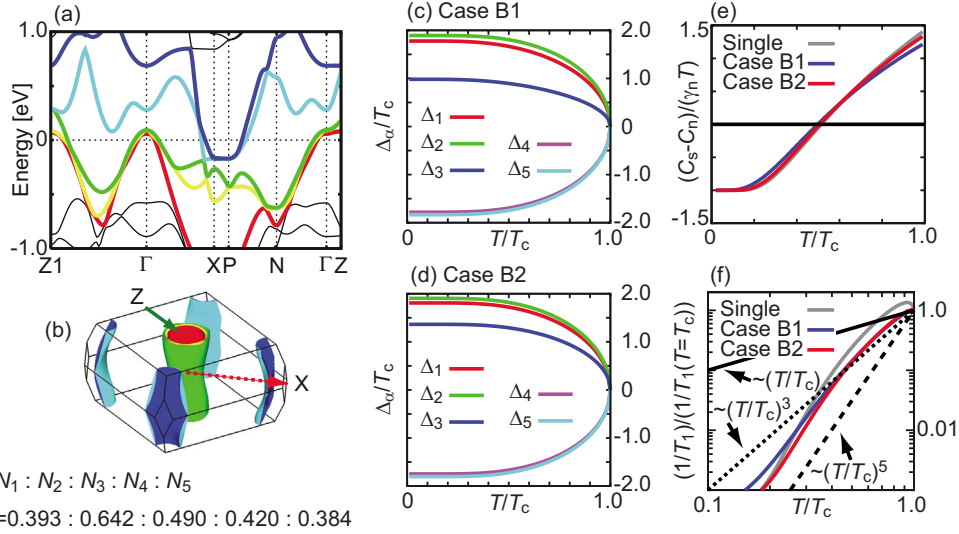 (a)
1.0
0
-1.0
Energy [eV]
Z1 Γ X P N Γ Z
(b)
Z
X
N1 : N2 : N3 : N4 : N5
=0.393 : 0.642 : 0.490 : 0.420 : 0.384
(c) Case B1
2.0
1.0
0
-1.0
-2.0
Δα/Tc
Δ1
Δ2 Δ4
Δ3 Δ5
0 T/Tc 1.0
(d) Case B2
2.0
1.0
0
-1.0
-2.0
Δα/Tc
Δ1
Δ2 Δ4
Δ3 Δ5
0 T/Tc 1.0
(e)
1.5
-1.5
(Cs-Cn)/(γnT)
Single
Case B1
Case B2
0 T/Tc 1.0
(f)
(1/T1)/(1/T1(T=Tc))
Single
Case B1
Case B2
1.0
0.01
~(T/Tc)
~(T/Tc)3
~(T/Tc)5
0.1 T/Tc 1.0